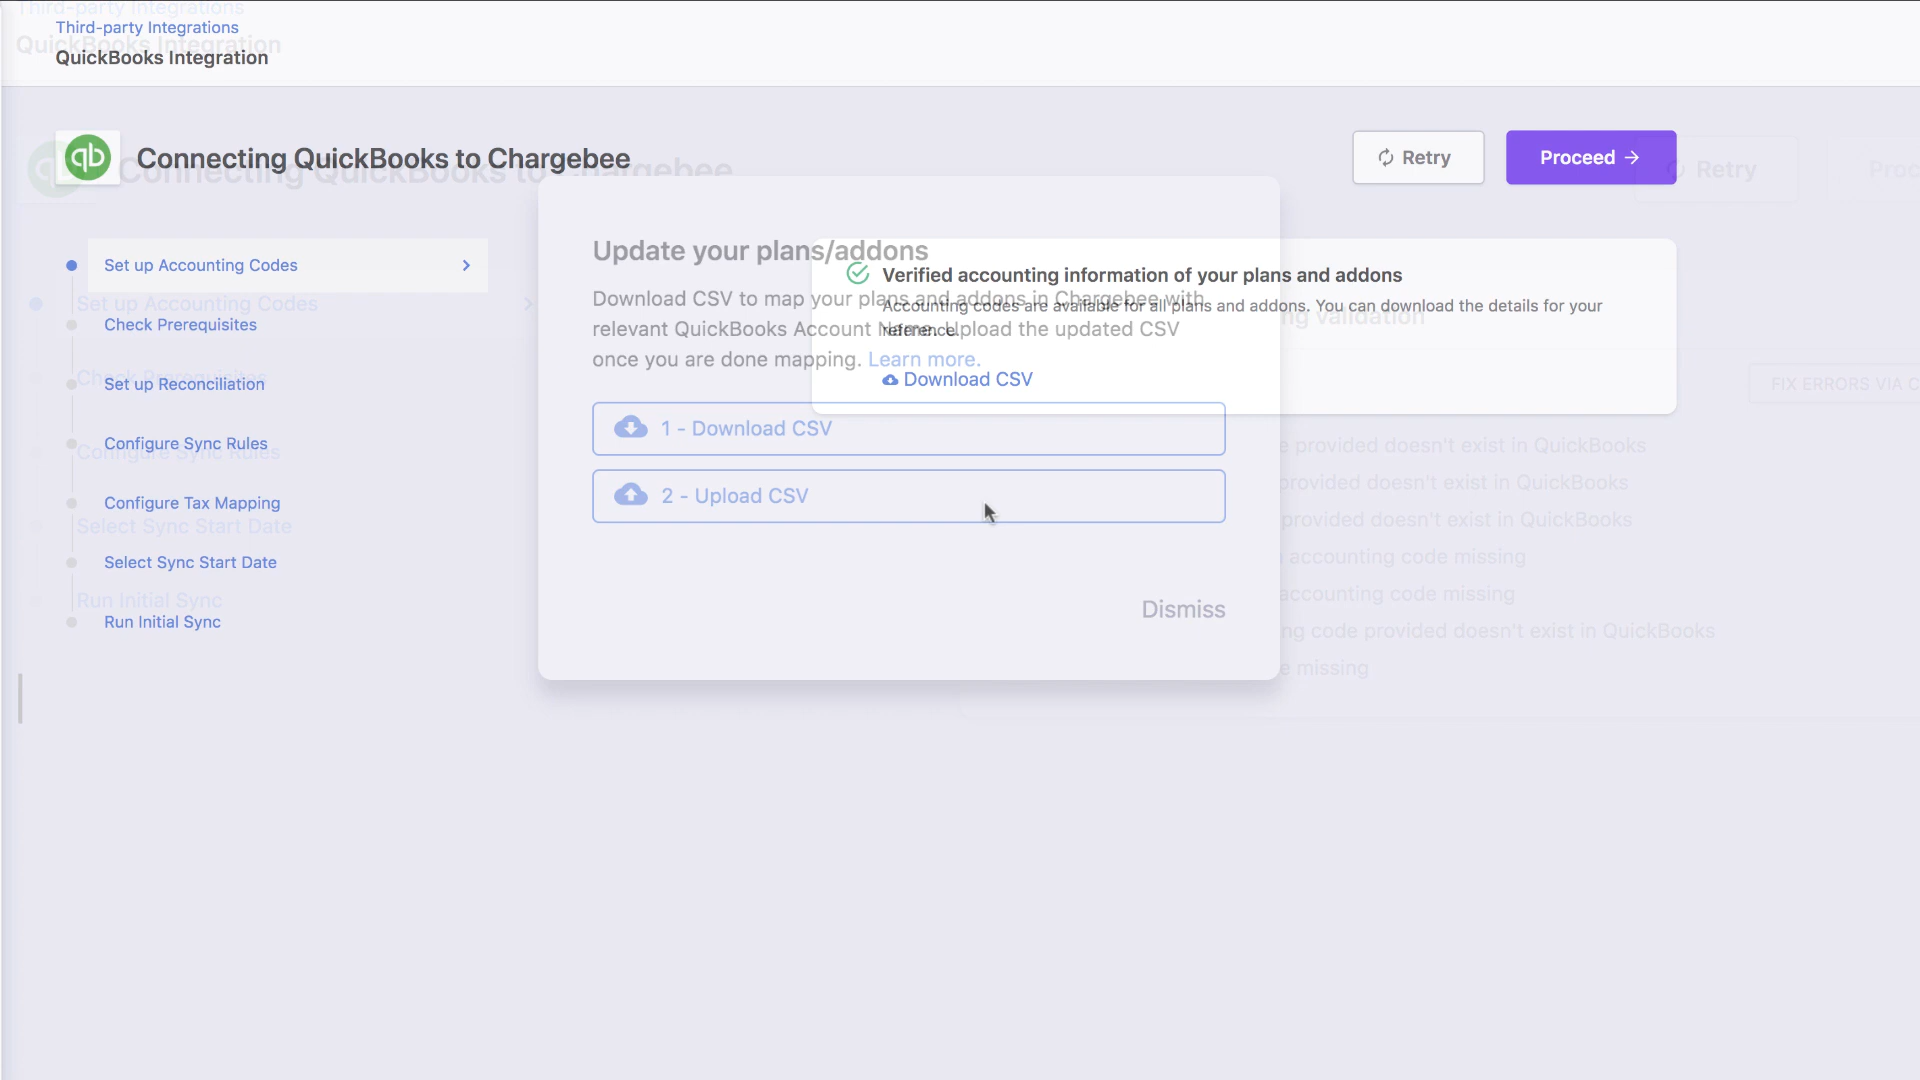 Third-party Integrations
Third-party Integrations
QuickBooks Integration
QuickBooks Integration
qb
Connecting QuickBooks to Chargebee
Connecting QuickBooks to Chargebee
Retry
Proceed
Retry
Set up Accounting Codes
Set up Accounting Codes
Check Prerequisites
Check Prerequisites
Set up Reconciliation
Configure Sync Rules
Configure Sync Rules
Configure Tax Mapping
Select Sync Start Date
Select Sync Start Date
Run Initial Sync
Run Initial Sync
Update your plans/addons
Download CSV to map your plans and addons in Chargebee with
relevant QuickBooks Account Name. Upload the updated CSV
once you are done mapping. Learn more.
1 - Download CSV
2 - Upload CSV
Dismiss
Verified accounting information of your plans and addons
Accounting codes are available for all plans and addons. You can download the details for your
reference.
Download CSV
validation
FIX ERRORS VIA
provided doesn't exist in QuickBooks
provided doesn't exist in QuickBooks
provided doesn't exist in QuickBooks
accounting code missing
accounting code missing
code provided doesn't exist in QuickBooks
missing